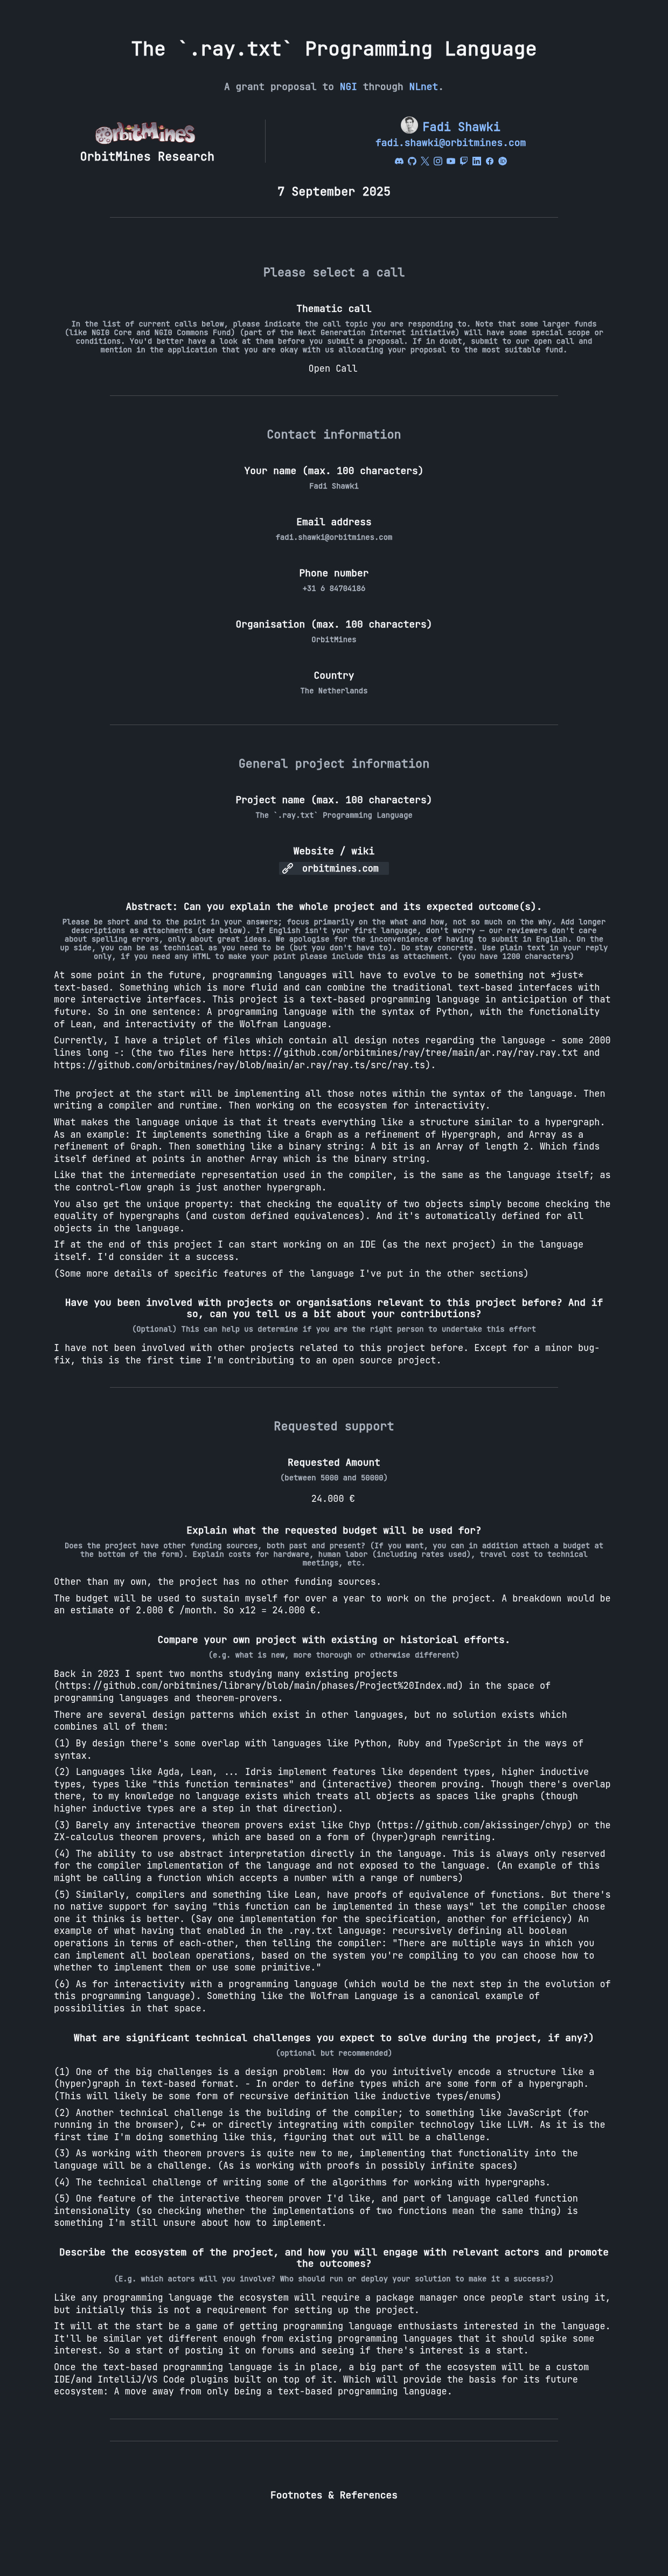 The `.ray.txt` Programming Language
A grant proposal to NGI through NLnet.
OrbitMines
OrbitMines Research
Fadi Shawki
fadi.shawki@orbitmines.com
7 September 2025
Please select a call
Thematic call
In the list of current calls below, please indicate the call topic you are responding to. Note that some larger funds
(like NGI0 Core and NGI0 Commons Fund) (part of the Next Generation Internet initiative) will have some special scope or
conditions. You'd better have a look at them before you submit a proposal. If in doubt, submit to our open call and
mention in the application that you are okay with us allocating your proposal to the most suitable fund.
Open Call
Contact information
Your name (max. 100 characters)
Fadi Shawki
Email address
fadi.shawki@orbitmines.com
Phone number
+31 6 84704186
Organisation (max. 100 characters)
OrbitMines
Country
The Netherlands
General project information
Project name (max. 100 characters)
The `.ray.txt` Programming Language
Website / wiki
orbitmines.com
Abstract: Can you explain the whole project and its expected outcome(s).
Please be short and to the point in your answers; focus primarily on the what and how, not so much on the why. Add longer
descriptions as attachments (see below). If English isn't your first language, don't worry – our reviewers don't care
about spelling errors, only about great ideas. We apologise for the inconvenience of having to submit in English. On the
up side, you can be as technical as you need to be (but you don't have to). Do stay concrete. Use plain text in your reply
only, if you need any HTML to make your point please include this as attachment. (you have 1200 characters)
At some point in the future, programming languages will have to evolve to be something not *just*
text-based. Something which is more fluid and can combine the traditional text-based interfaces with
more interactive interfaces. This project is a text-based programming language in anticipation of that
future. So in one sentence: A programming language with the syntax of Python, with the functionality
of Lean, and interactivity of the Wolfram Language.
Currently, I have a triplet of files which contain all design notes regarding the language - some 2000
lines long -: (the two files here https://github.com/orbitmines/ray/tree/main/ar.ray/ray.ray.txt and
https://github.com/orbitmines/ray/blob/main/ar.ray/ray.ts/src/ray.ts).
The project at the start will be implementing all those notes within the syntax of the language. Then
writing a compiler and runtime. Then working on the ecosystem for interactivity.
What makes the language unique is that it treats everything like a structure similar to a hypergraph.
As an example: It implements something like a Graph as a refinement of Hypergraph, and Array as a
refinement of Graph. Then something like a binary string: A bit is an Array of length 2. Which finds
itself defined at points in another Array which is the binary string.
Like that the intermediate representation used in the compiler, is the same as the language itself; as
the control-flow graph is just another hypergraph.
You also get the unique property: that checking the equality of two objects simply become checking the
equality of hypergraphs (and custom defined equivalences). And it's automatically defined for all
objects in the language.
If at the end of this project I can start working on an IDE (as the next project) in the language
itself. I'd consider it a success.
(Some more details of specific features of the language I've put in the other sections)
Have you been involved with projects or organisations relevant to this project before? And if
so, can you tell us a bit about your contributions?
(Optional) This can help us determine if you are the right person to undertake this effort
I have not been involved with other projects related to this project before. Except for a minor bug-
fix, this is the first time I'm contributing to an open source project.
Requested support
Requested Amount
(between 5000 and 50000)
24.000 €
Explain what the requested budget will be used for?
Does the project have other funding sources, both past and present? (If you want, you can in addition attach a budget at
the bottom of the form). Explain costs for hardware, human labor (including rates used), travel cost to technical
meetings, etc.
Other than my own, the project has no other funding sources.
The budget will be used to sustain myself for over a year to work on the project. A breakdown would be
an estimate of 2.000 € /month. So x12 = 24.000 €.
Compare your own project with existing or historical efforts.
(e.g. what is new, more thorough or otherwise different)
Back in 2023 I spent two months studying many existing projects
(https://github.com/orbitmines/library/blob/main/phases/Project%20Index.md) in the space of
programming languages and theorem-provers.
There are several design patterns which exist in other languages, but no solution exists which
combines all of them:
(1) By design there's some overlap with languages like Python, Ruby and TypeScript in the ways of
syntax.
(2) Languages like Agda, Lean, ... Idris implement features like dependent types, higher inductive
types, types like "this function terminates" and (interactive) theorem proving. Though there's overlap
there, to my knowledge no language exists which treats all objects as spaces like graphs (though
higher inductive types are a step in that direction).
(3) Barely any interactive theorem provers exist like Chyp (https://github.com/akissinger/chyp) or the
ZX-calculus theorem provers, which are based on a form of (hyper)graph rewriting.
(4) The ability to use abstract interpretation directly in the language. This is always only reserved
for the compiler implementation of the language and not exposed to the language. (An example of this
might be calling a function which accepts a number with a range of numbers)
(5) Similarly, compilers and something like Lean, have proofs of equivalence of functions. But there's
no native support for saying "this function can be implemented in these ways" let the compiler choose
one it thinks is better. (Say one implementation for the specification, another for efficiency) An
example of what having that enabled in the .ray.txt language: recursively defining all boolean
operations in terms of each-other, then telling the compiler: "There are multiple ways in which you
can implement all boolean operations, based on the system you're compiling to you can choose how to
whether to implement them or use some primitive."
(6) As for interactivity with a programming language (which would be the next step in the evolution of
this programming language). Something like the Wolfram Language is a canonical example of
possibilities in that space.
What are significant technical challenges you expect to solve during the project, if any?)
(optional but recommended)
(1) One of the big challenges is a design problem: How do you intuitively encode a structure like a
(hyper)graph in text-based format. - In order to define types which are some form of a hypergraph.
(This will likely be some form of recursive definition like inductive types/enums)
(2) Another technical challenge is the building of the compiler; to something like JavaScript (for
running in the browser), C++ or directly integrating with compiler technology like LLVM. As it is the
first time I'm doing something like this, figuring that out will be a challenge.
(3) As working with theorem provers is quite new to me, implementing that functionality into the
language will be a challenge. (As is working with proofs in possibly infinite spaces)
(4) The technical challenge of writing some of the algorithms for working with hypergraphs.
(5) One feature of the interactive theorem prover I'd like, and part of language called function
intensionality (so checking whether the implementations of two functions mean the same thing) is
something I'm still unsure about how to implement.
Describe the ecosystem of the project, and how you will engage with relevant actors and promote
the outcomes?
(E.g. which actors will you involve? Who should run or deploy your solution to make it a success?)
Like any programming language the ecosystem will require a package manager once people start using it,
but initially this is not a requirement for setting up the project.
It will at the start be a game of getting programming language enthusiasts interested in the language.
It'll be similar yet different enough from existing programming languages that it should spike some
interest. So a start of posting it on forums and seeing if there's interest is a start.
Once the text-based programming language is in place, a big part of the ecosystem will be a custom
IDE/and IntelliJ/VS Code plugins built on top of it. Which will provide the basis for its future
ecosystem: A move away from only being a text-based programming language.
Footnotes & References